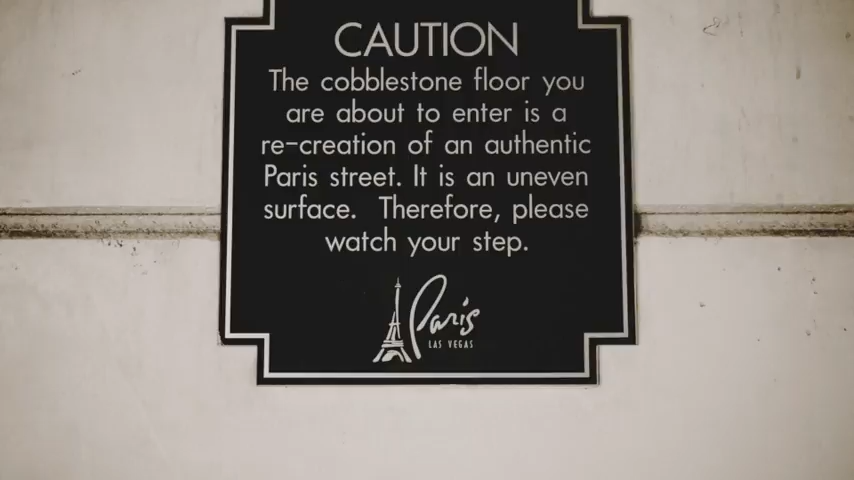 CAUTION
The cobblestone floor you
are about to enter is a
re-creation of an authentic
Paris street. It is an uneven
surface. Therefore, please
watch your step.
Paris
LAS VEGAS